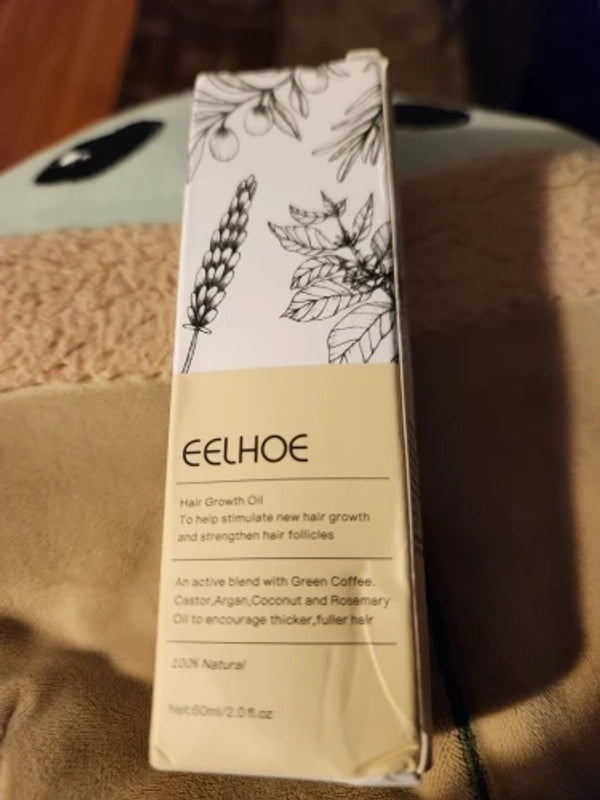 EELHOE
Hair Growth Oil
To help stimulate new hair growth
and strengthen hair follicles
An active blend with Green Coffee.
Castor,Argan,Coconut and Rosemary
Oil to encourage thicker,fuller hair
100% Natural
Net:60ml/2.0 fl.oz